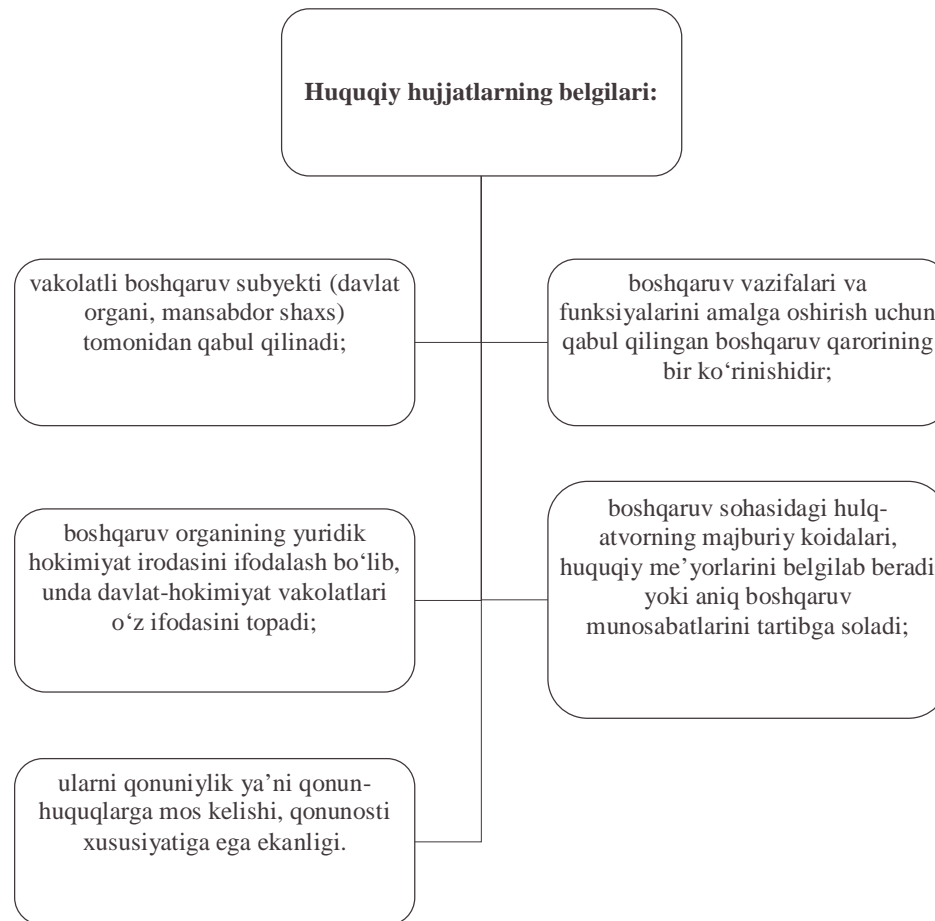 Huquqiy hujjatlarning belgilari:
vakolatli boshqaruv subyekti (davlat
organi, mansabdor shaxs)
tomonidan qabul qilinadi;
boshqaruv vazifalari va
funksiyalarini amalga oshirish uchun
qabul qilingan boshqaruv qarorining
bir ko‘rinishidir;
boshqaruv organining yuridik
hokimiyat irodasini ifodalash bo‘lib,
unda davlat-hokimiyat vakolatlari
o‘z ifodasini topadi;
boshqaruv sohasidagi hulq-
atvorning majburiy koidalari,
huquqiy me’yorlarini belgilab beradi
yoki aniq boshqaruv
munosabatlarini tartibga soladi;
ularni qonuniylik ya’ni qonun-
huquqlarga mos kelishi, qonunosti
xususiyatiga ega ekanligi.